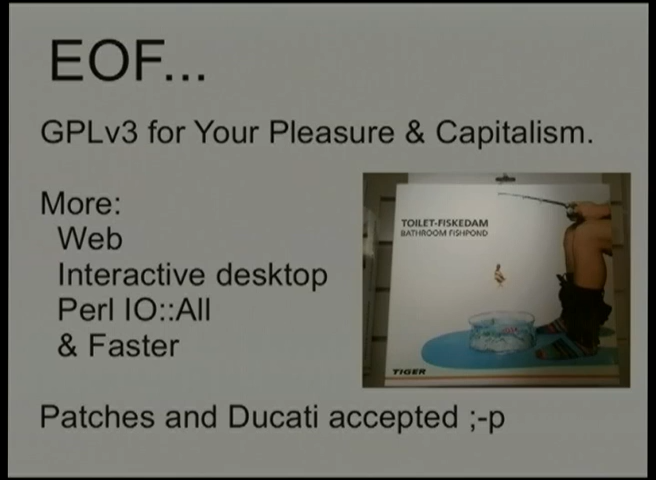 EOF...
GPLv3 for Your Pleasure & Capitalism.
More:
Web
Interactive desktop
Perl IO::All
& Faster
TOILET-FISKEDAM
BATHROOM FISHPOND
TIGER
Patches and Ducati accepted ;-p